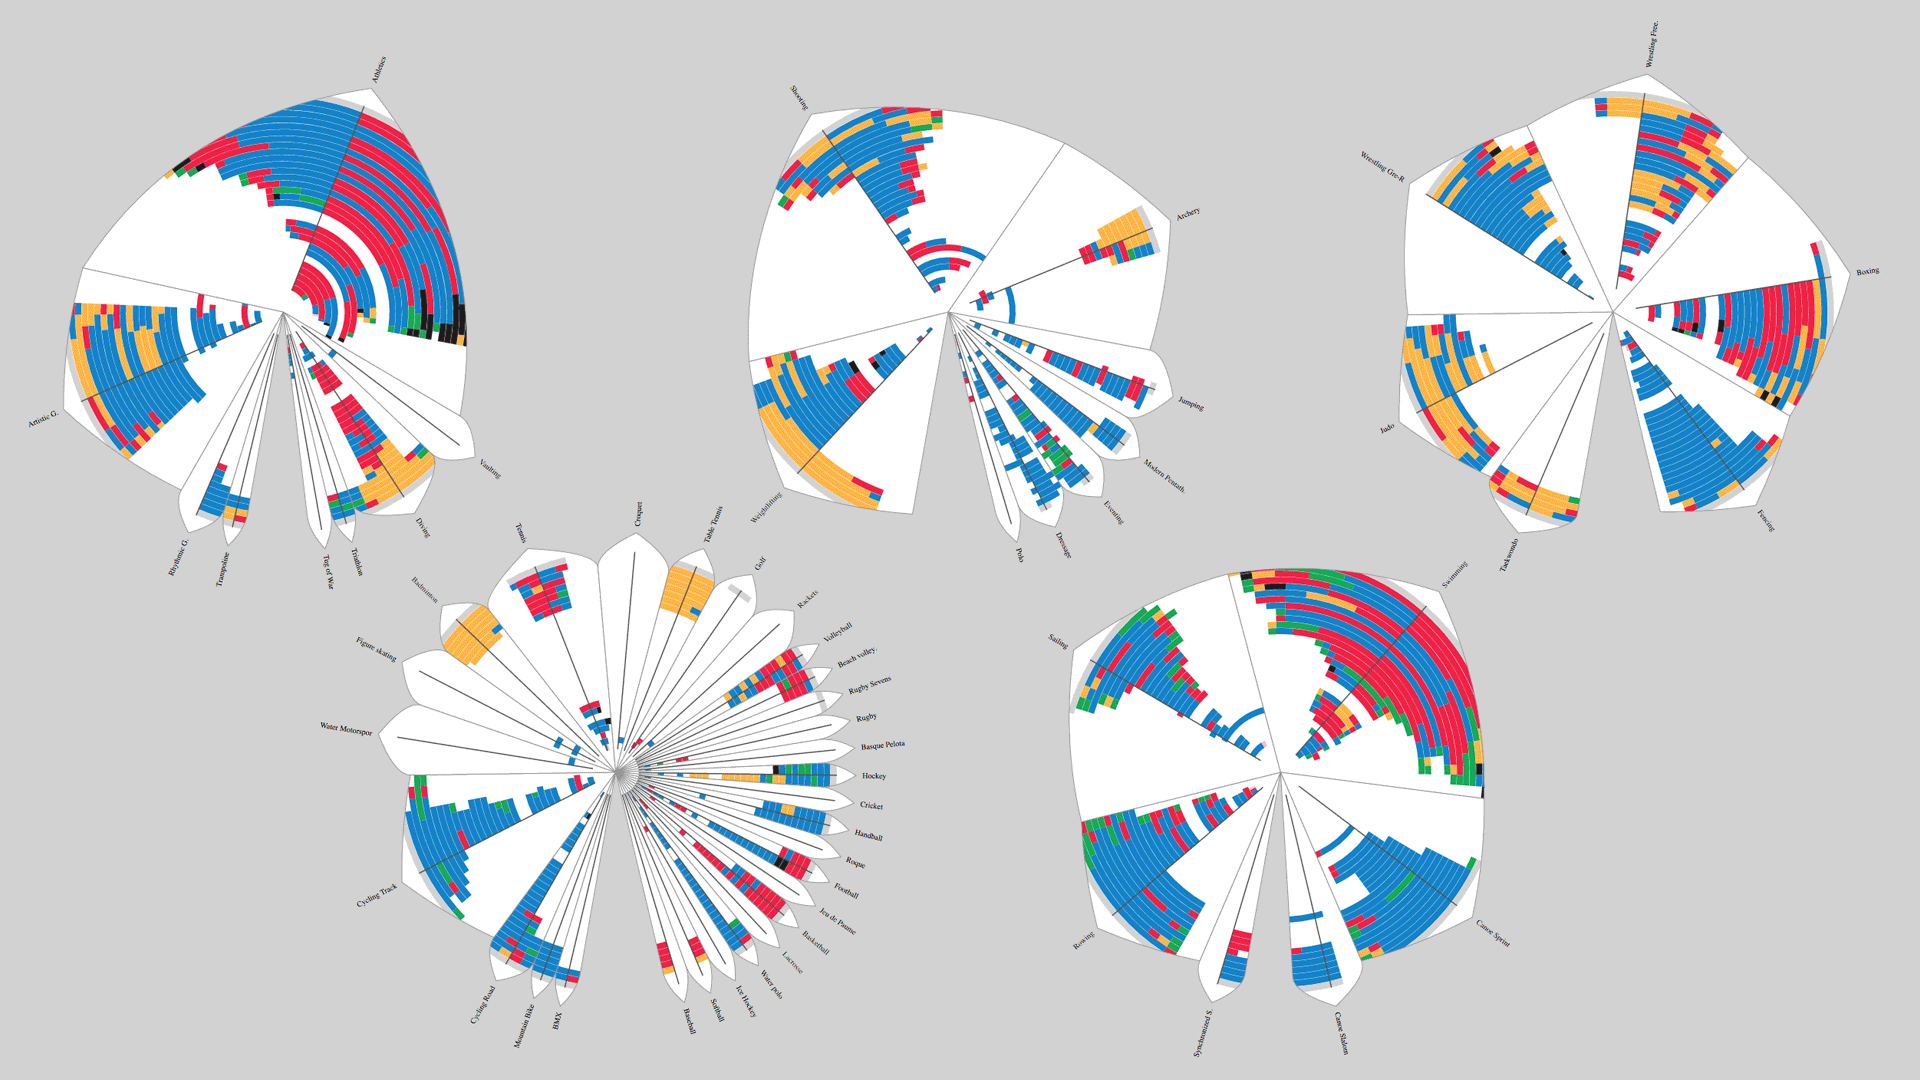 Athletics
Artistic G.
Rhythmic G.
Trampoine
Tug of War
Triathlon
Diving
Vaulting
Shooting
Archery
Jumping
Modern Pentath.
Eventing
Dressage
Polo
Weighlifting
Wrestling Free.
Wrestling Gre-R
Boxing
Judo
Taekwondo
Fencing
Croquet
Table Tennis
Golf
Rackets
Volleyball
Beach volley.
Rugby Sevens
Rugby
Basque Pelota
Hockey
Cricket
Handball
Roque
Football
Jeu de Paume
Basketball
Lacrosse
Water polo
Ice Hockey
Softball
Baseball
BMX
Mountain Bike
Cycling Road
Cycling Track
Water Motorspor
Figure skating
Badminton
Tennis
Swimming
Sailing
Rowing
Synchronized S.
Canoe Slalom
Canoe Sprint